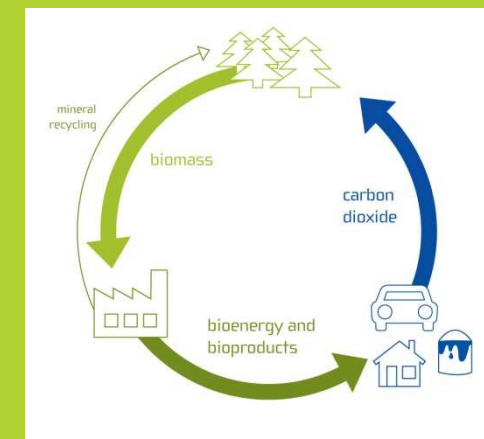 mineral
recycling
biomass
carbon
dioxide
bioenergy and
bioproducts